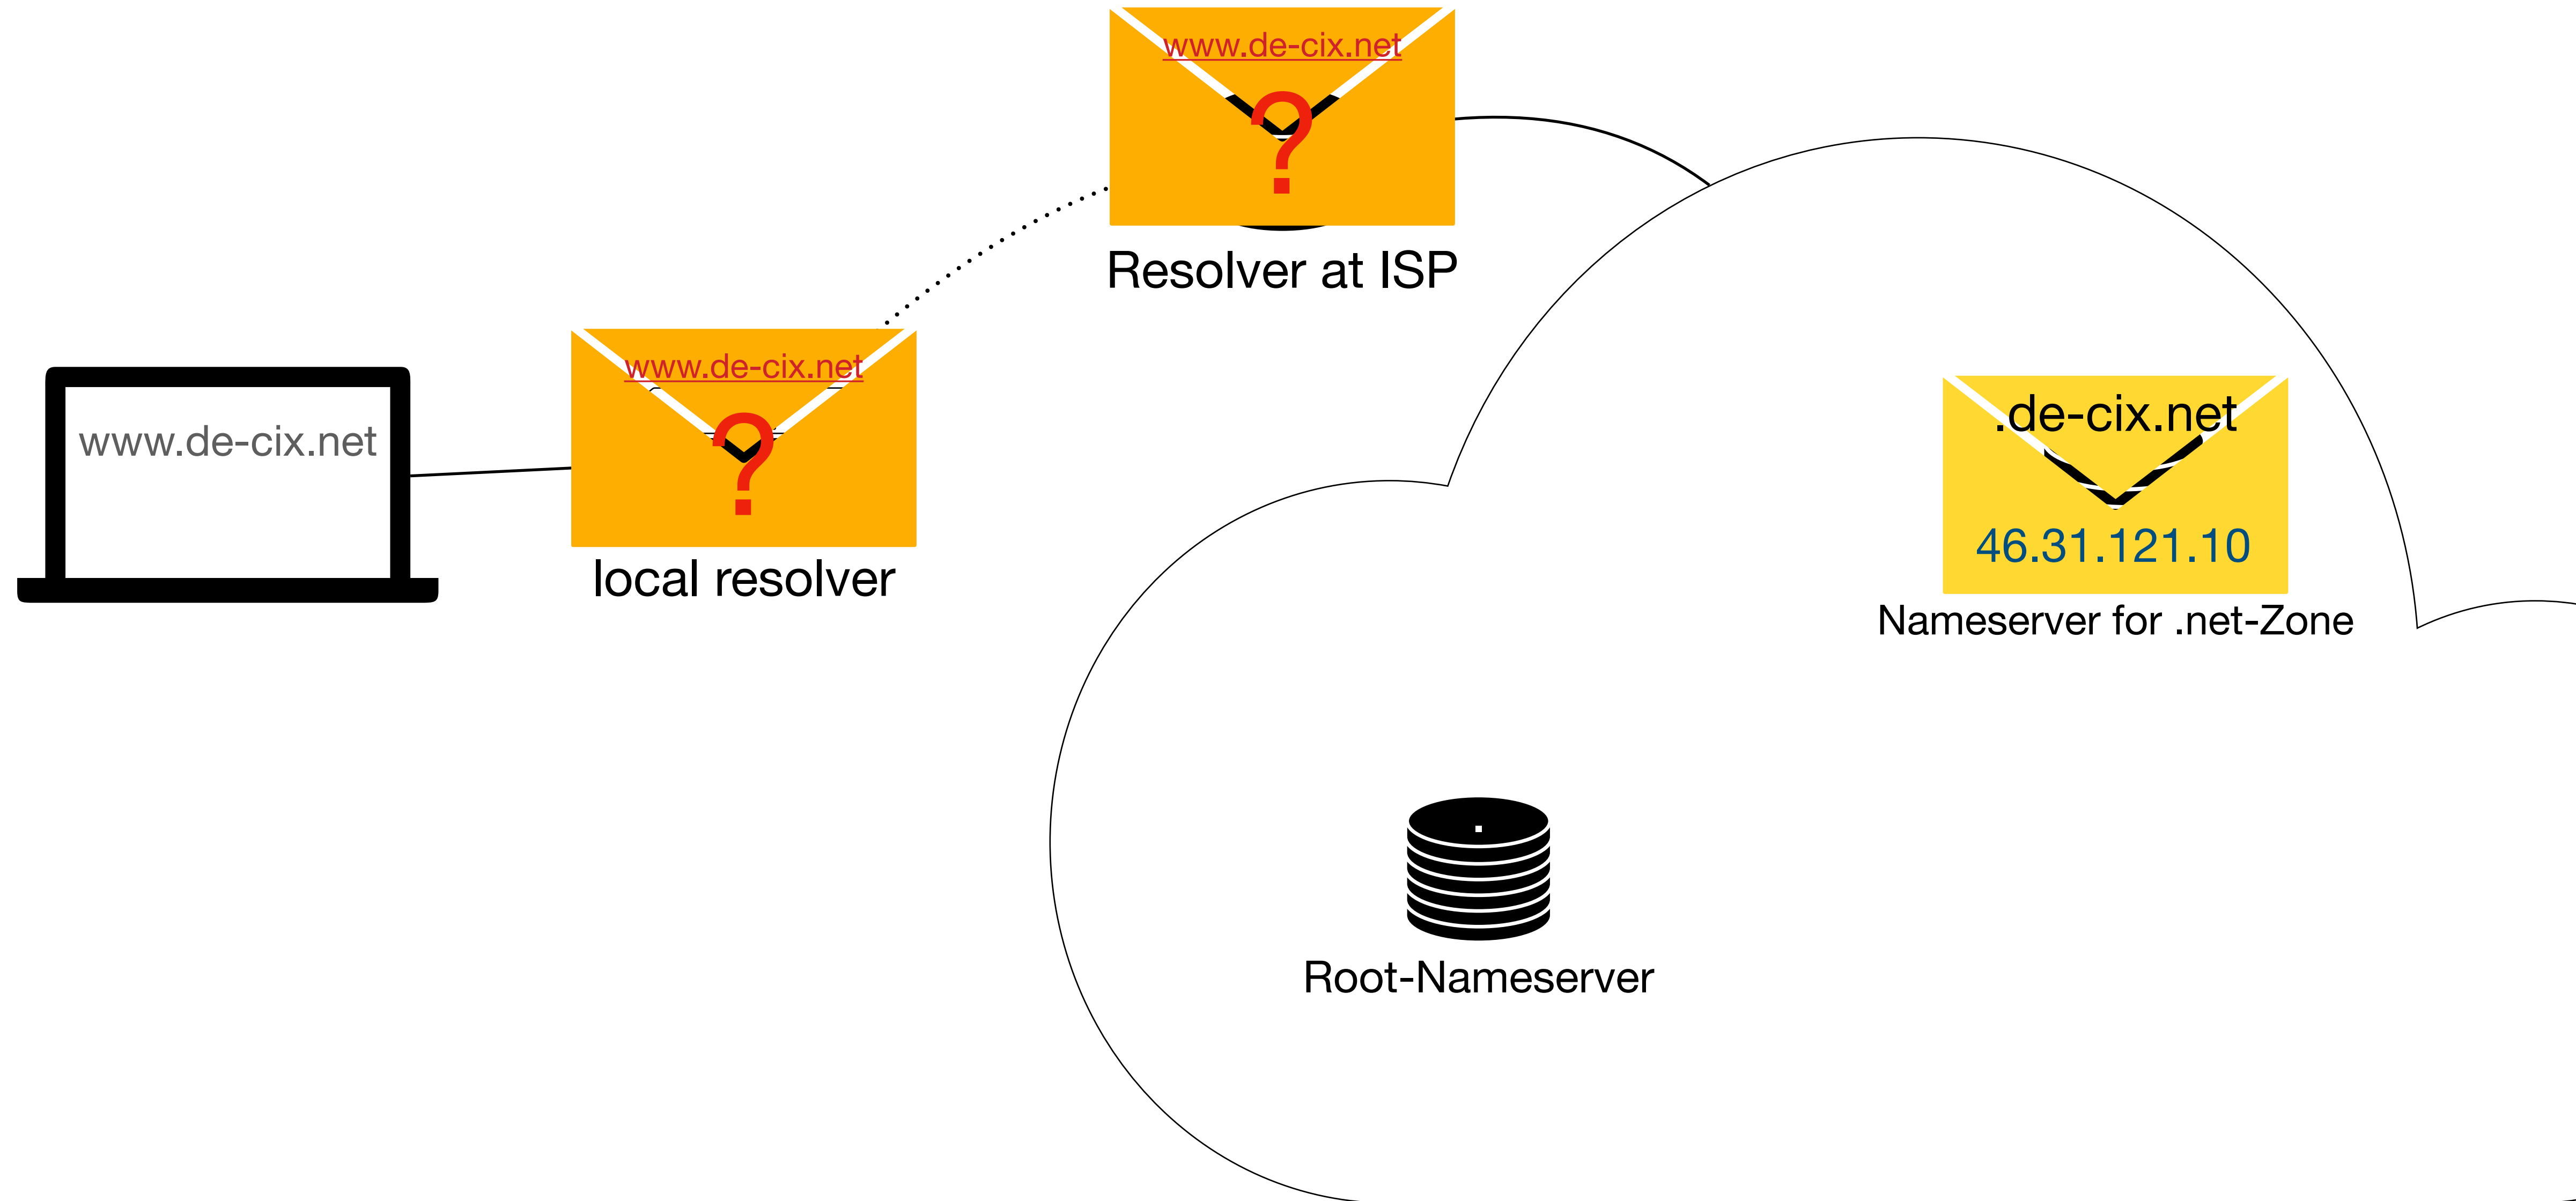 www.de-cix.net
?
Resolver at ISP
www.de-cix.net
www.de-cix.net
?
local resolver
.de-cix.net
46.31.121.10
Nameserver for .net-Zone
.
Root-Nameserver